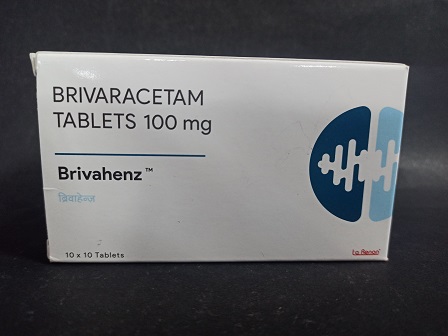 BRIVARACETAM
TABLETS 100 mg
Brivahenz™
ब्रिवाहेन्ज
10 x 10 Tablets
La Renon